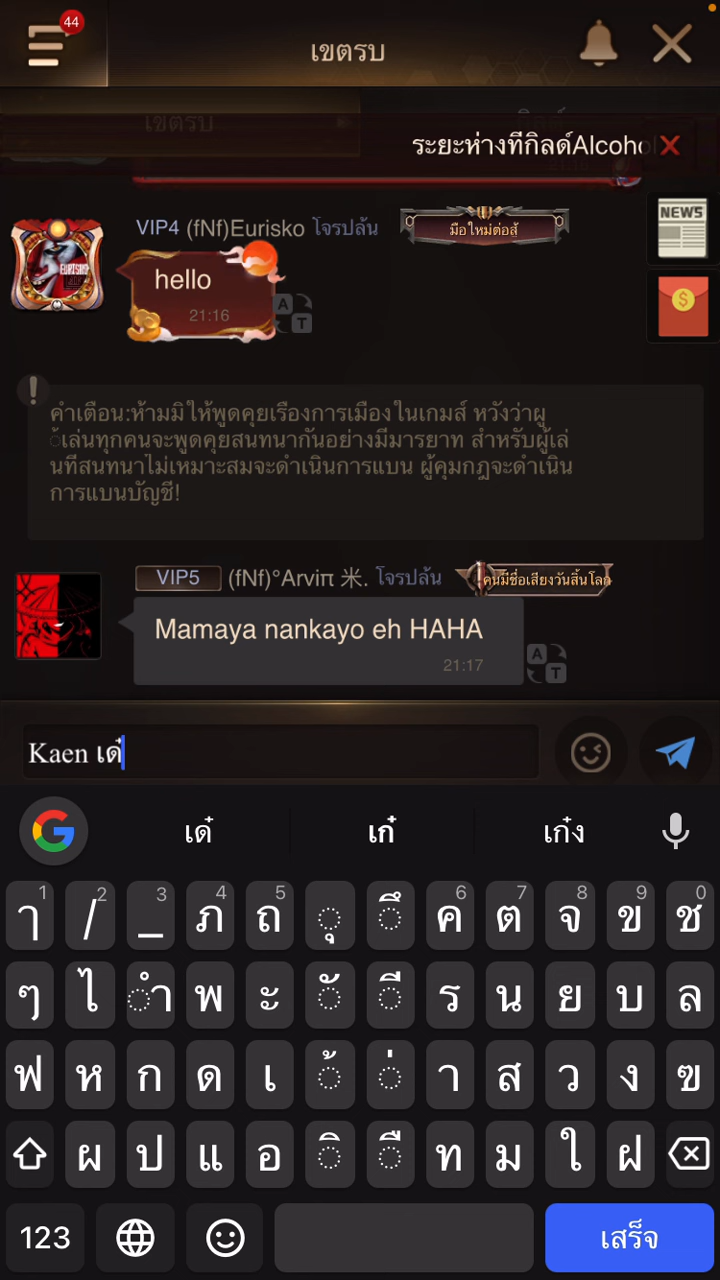 44
เขตรบ
เขตรบ
ระยะห่างที่กิลด์Alcoho
NEWS
VIP4 (fNf)Eurisko โจรปล้น
มือใหม่ต่อสู้
hello
21:16
A
T
คำเตือน:ห้ามมิให้พูดคุยเรื่องการเมืองในเกมส์ หวังว่าผู
้เล่นทุกคนจะพูดคุยสนทนากันอย่างมีมารยาท สำหรับผู้เล่
นที่สนทนาไม่เหมาะสมจะดำเนินการแบน ผู้คุมกฎจะดำเนิน
การแบนบัญชี!
VIP5 (fNf)°Arviπ 米. โจรปล้น
คนมีชื่อเสียงวันสิ้นโลก
Mamaya nankayo eh HAHA
21:17
A
T
Kaen เด๋
เด๋ เก๋ เก๋ง
ๅ 1 / 2 _ 3 ภ 4 ถ 5 ุ ึ ค 6 ต 7 จ 8 ข 9 ช 0
ๆ ไ ำ พ ะ ั ี ร น ย บ ล
ฟ ห ก ด เ ้ ่ า ส ว ง ฃ
ผ ป แ อ ิ ื ท ม ใ ฝ
123 เสร็จ